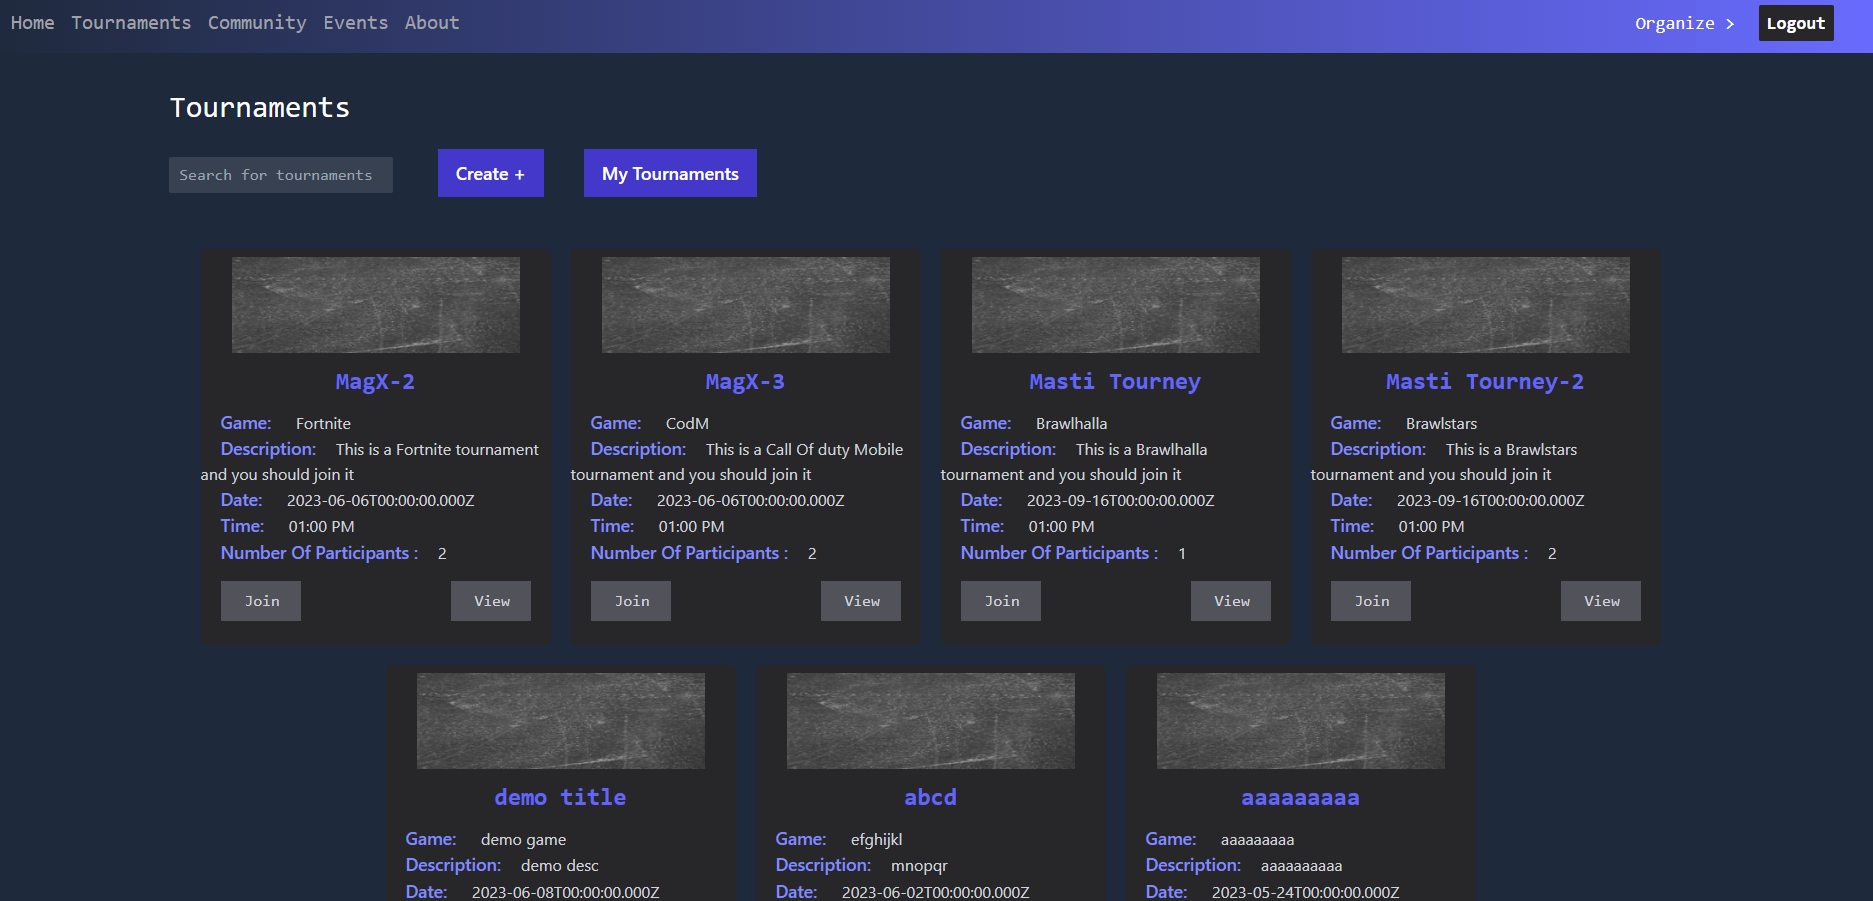 Home Tournaments Community Events About Organize > Logout
Tournaments
Search for tournaments Create + My Tournaments
MagX-2
Game: Fortnite
Description: This is a Fortnite tournament
and you should join it
Date: 2023-06-06T00:00:00.000Z
Time: 01:00 PM
Number Of Participants : 2
Join View
MagX-3
Game: CodM
Description: This is a Call Of duty Mobile
tournament and you should join it
Date: 2023-06-06T00:00:00.000Z
Time: 01:00 PM
Number Of Participants : 2
Join View
Masti Tourney
Game: Brawlhalla
Description: This is a Brawlhalla
tournament and you should join it
Date: 2023-09-16T00:00:00.000Z
Time: 01:00 PM
Number Of Participants : 1
Join View
Masti Tourney-2
Game: Brawlstars
Description: This is a Brawlstars
tournament and you should join it
Date: 2023-09-16T00:00:00.000Z
Time: 01:00 PM
Number Of Participants : 2
Join View
demo title
Game: demo game
Description: demo desc
Date: 2023-06-08T00:00:00.000Z
abcd
Game: efghijkl
Description: mnopqr
Date: 2023-06-02T00:00:00.000Z
aaaaaaaaa
Game: aaaaaaaaa
Description: aaaaaaaaaa
Date: 2023-05-24T00:00:00.000Z